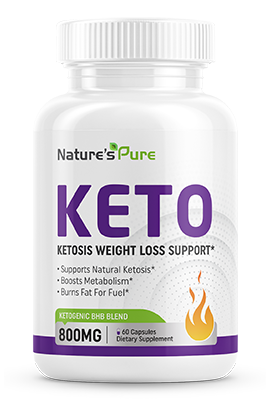 Nature's Pure
KETO
KETOSIS WEIGHT LOSS SUPPORT*
• Supports Natural Ketosis*
• Boosts Metabolism*
• Burns Fat For Fuel*
KETOGENIC BHB BLEND
800MG
60 Capsules
Dietary Supplement